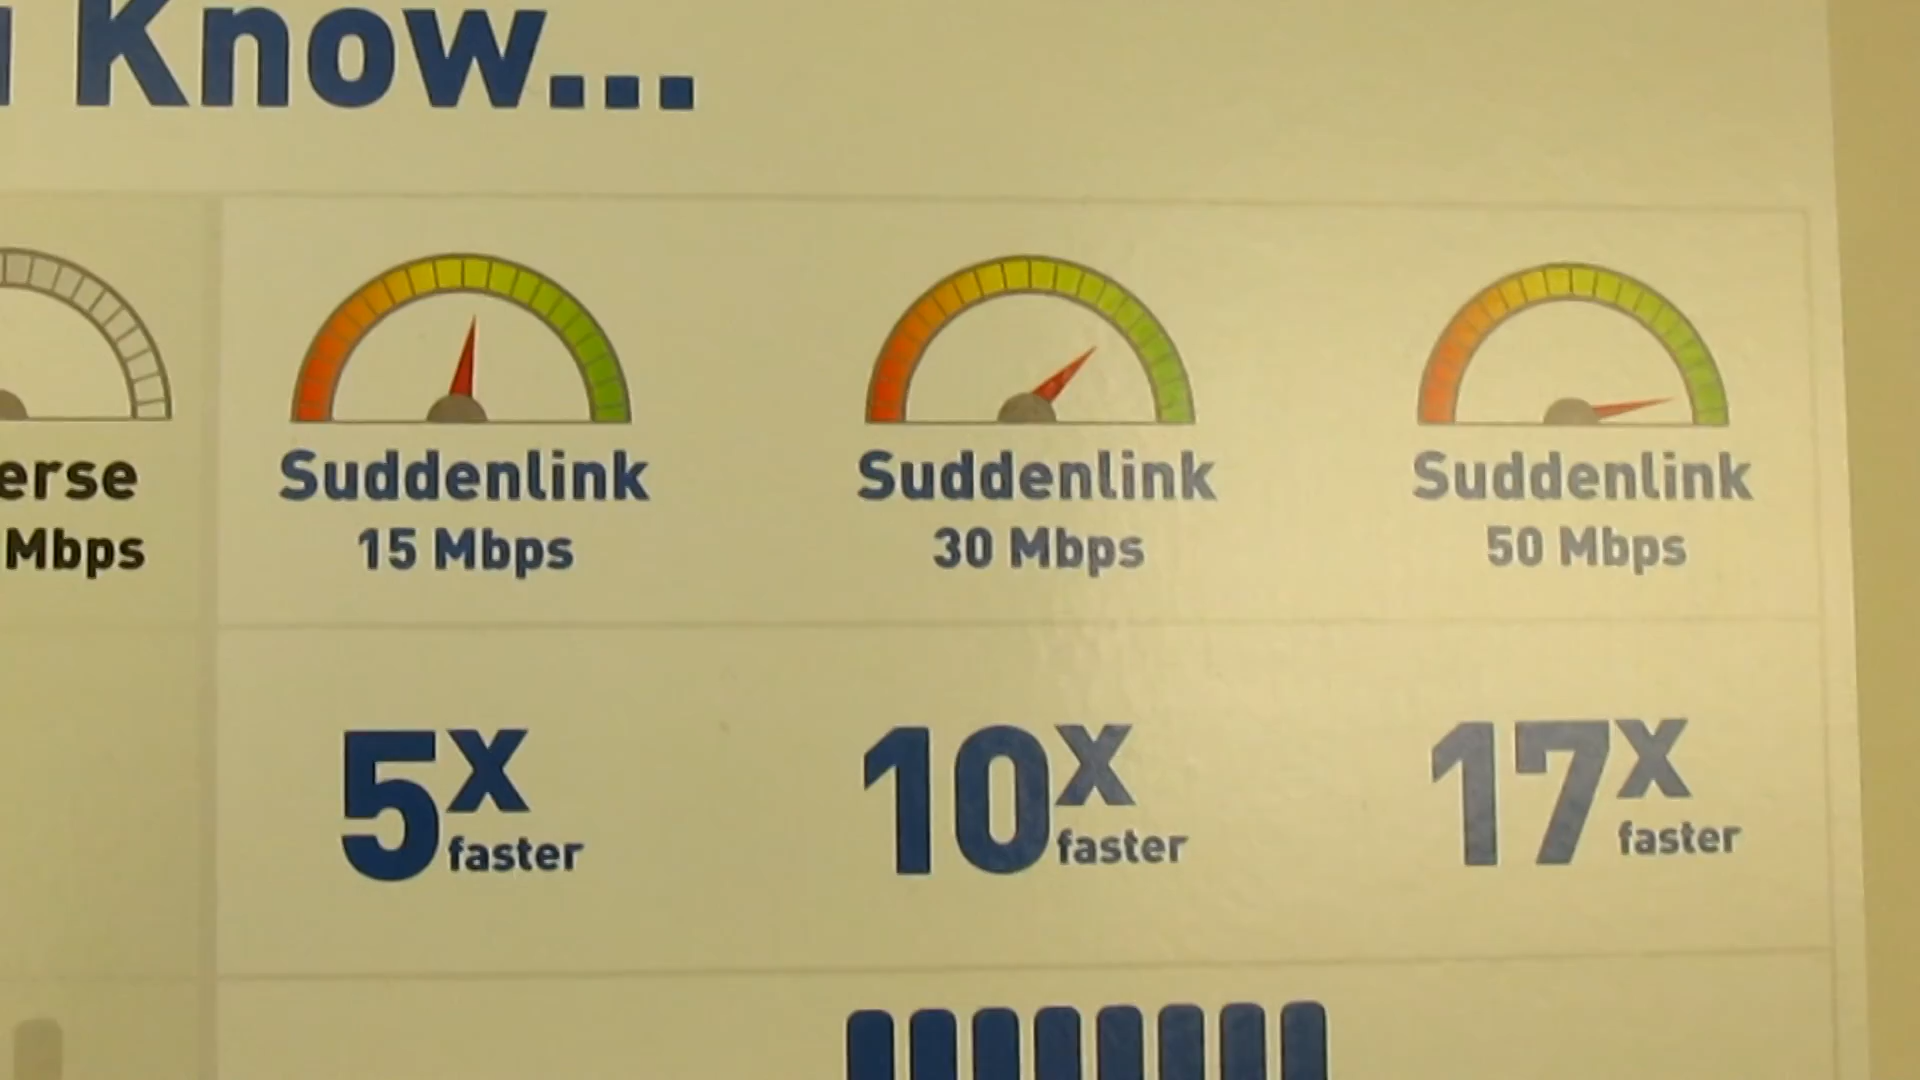 Know...
erse
Mbps
Suddenlink
15 Mbps
Suddenlink
30 Mbps
Suddenlink
50 Mbps
5x faster
10x faster
17x faster